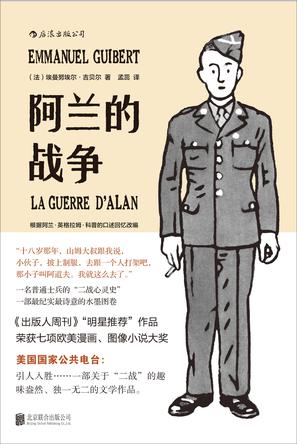 后浪出版公司
EMMANUEL GUIBERT
（法）埃曼努埃尔·吉贝尔 著 孟蕊 译
阿兰的
战争
LA GUERRE D'ALAN
根据阿兰·英格拉姆·科普的口述回忆改编
“十八岁那年，山姆大叔跟我说，
小伙子，披上制服，去跟一个人打架吧，
那小子叫阿道夫。我就这么去了。”
一名普通士兵的“二战心灵史”
一部最纪实最诗意的水墨图卷
《出版人周刊》“明星推荐”作品
荣获七项欧美漫画、图像小说大奖
美国国家公共电台：
引人入胜……一部关于“二战”的趣
味盎然、独一无二的文学作品。
北京联合出版公司
Beijing United Publishing Co.,Ltd.